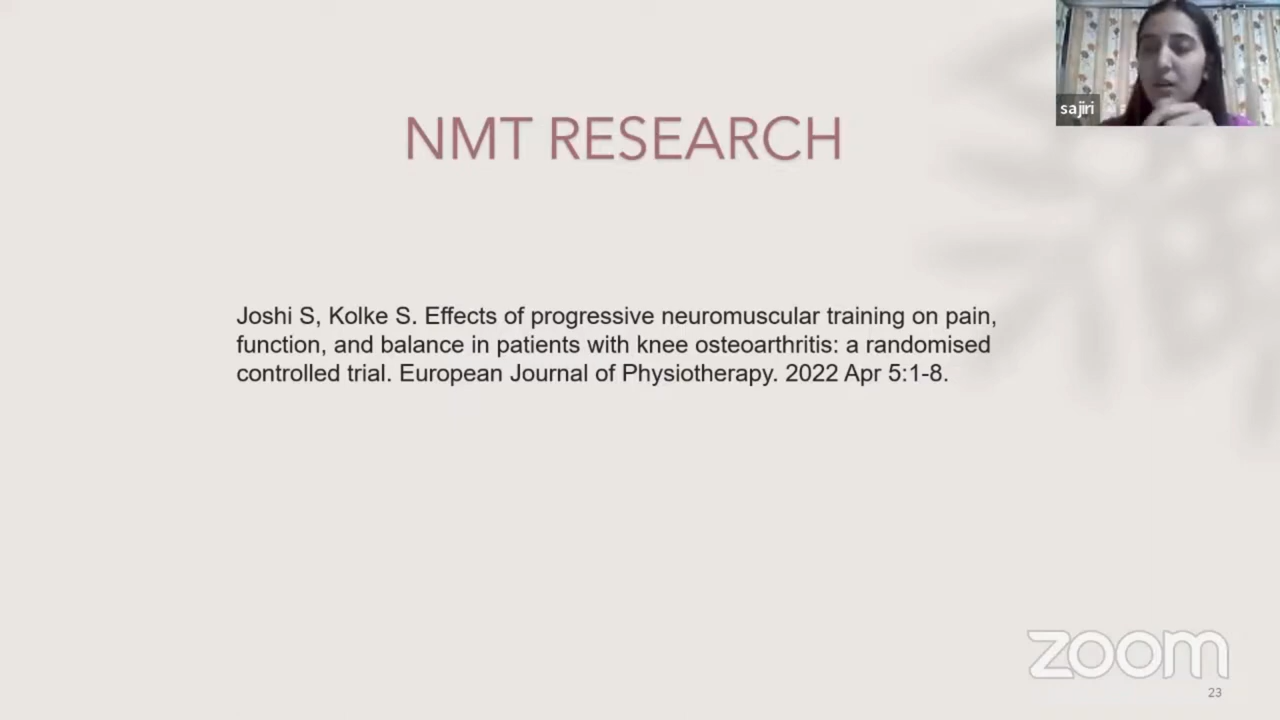 sajiri
NMT RESEARCH
Joshi S, Kolke S. Effects of progressive neuromuscular training on pain,
function, and balance in patients with knee osteoarthritis: a randomised
controlled trial. European Journal of Physiotherapy. 2022 Apr 5:1-8.
zoom
23